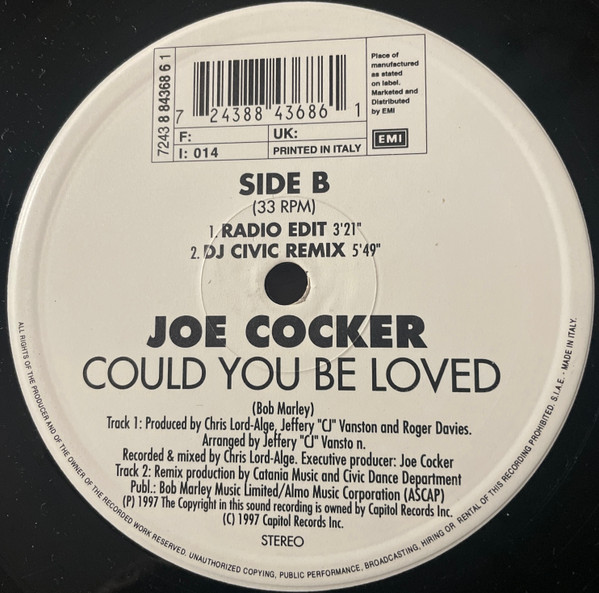 7243 8 84368 6 1
7 24388 43686 1
F:
UK:
I: 014
PRINTED IN ITALY
Place of
manufactured
as stated
on label.
Marketed and
Distributed
by EMI
EMI
SIDE B
(33 RPM)
1. RADIO EDIT 3'21"
2. DJ CIVIC REMIX 5'49"
JOE COCKER
COULD YOU BE LOVED
(Bob Marley)
Track 1: Produced by Chris Lord-Alge, Jeffery "CJ" Vanston and Roger Davies.
Arranged by Jeffery "CJ" Vansto n.
Recorded & mixed by Chris Lord-Alge. Executive producer: Joe Cocker
Track 2: Remix production by Catania Music and Civic Dance Department
Publ.: Bob Marley Music Limited/Almo Music Corporation (ASCAP)
(P) 1997 The Copyright in this sound recording is owned by Capitol Records Inc.
(C) 1997 Capitol Records Inc.
STEREO
ALL RIGHTS OF THE PRODUCER AND OF THE OWNER OF THE RECORDED WORK RESERVED. UNAUTHORIZED COPYING, PUBLIC PERFORMANCE, BROADCASTING, HIRING OR RENTAL OF THIS RECORDING PROHIBITED. S.I.A.E. - MADE IN ITALY.